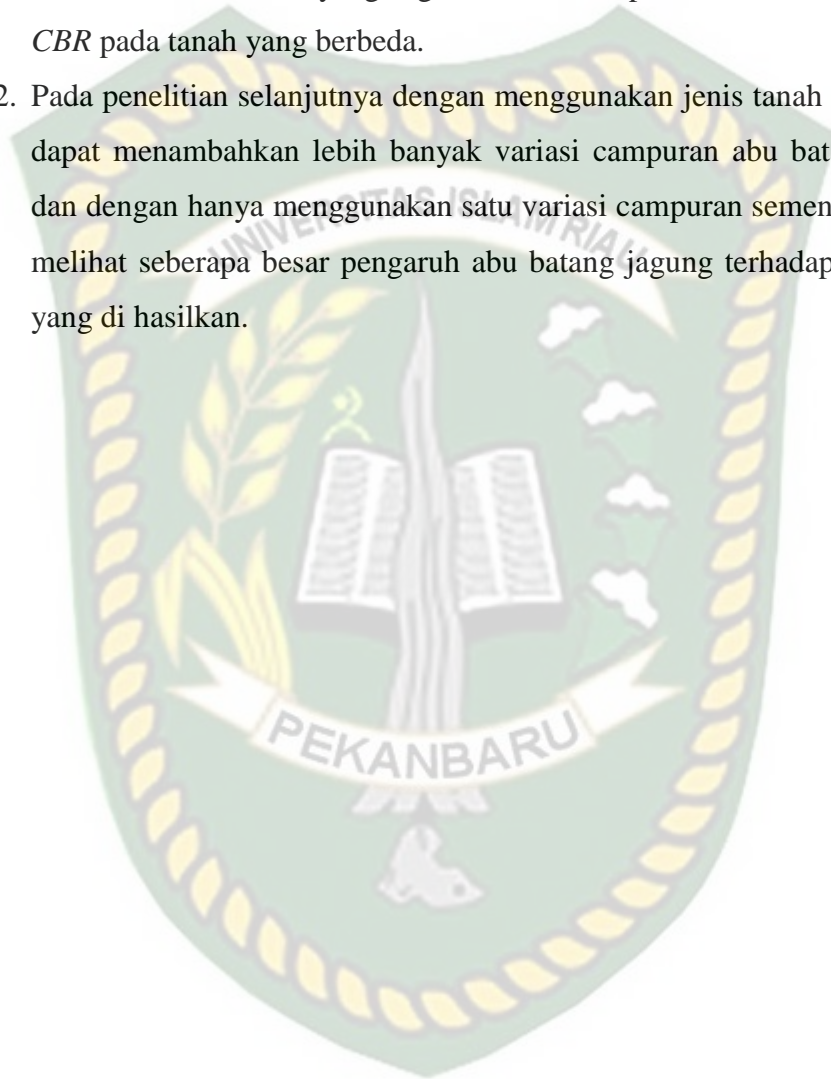 CBR pada tanah yang berbeda.
2. Pada penelitian selanjutnya dengan menggunakan jenis tanah
dapat menambahkan lebih banyak variasi campuran abu
dan dengan hanya menggunakan satu variasi campuran semen
melihat seberapa besar pengaruh abu batang jagung terhadap
yang di hasilkan.
UNIVERSITAS ISLAM RIAU
PEKANBARU